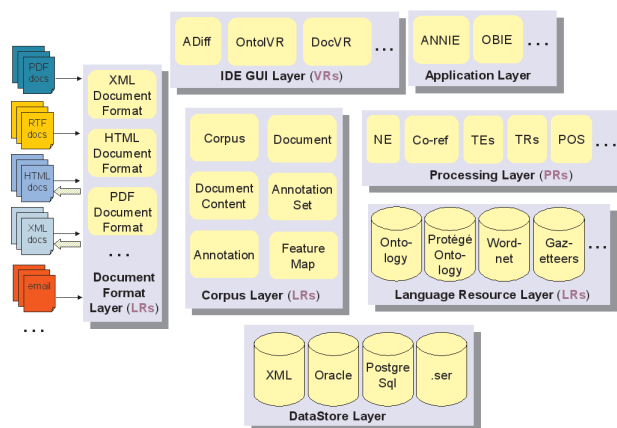 PDF
docs
RTF
docs
HTML
docs
XML
docs
email
...
XML
Document
Format
HTML
Document
Format
PDF
Document
Format
...
Document
Format
Layer (LRs)
ADiff
OntolVR
DocVR
...
IDE GUI Layer (VRs)
ANNIE
OBIE
...
Application Layer
Corpus
Document
Document
Content
Annotation
Set
Annotation
Feature
Map
Corpus Layer (LRs)
NE
Co-ref
TEs
TRs
POS
...
Processing Layer (PRs)
Onto-
logy
Protégé
Onto-
logy
Word-
net
Gaz-
etteers
...
Language Resource Layer (LRs)
XML
Oracle
Postgre
Sql
.ser
DataStore Layer